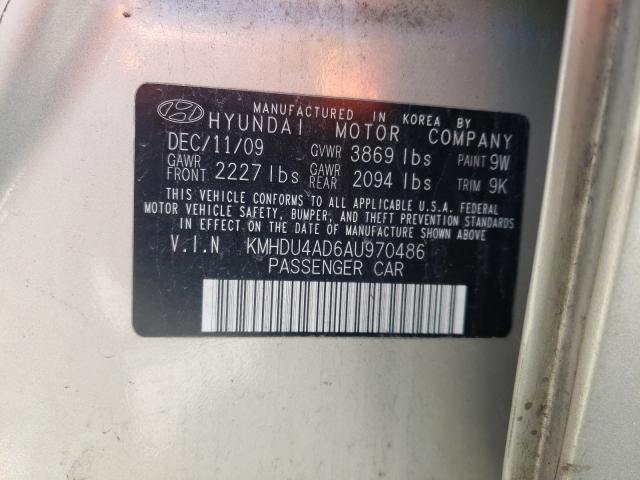 MANUFACTURED IN KOREA BY
HYUNDAI MOTOR COMPANY
DEC/11/09 GVWR 3869 lbs PAINT 9W
GAWR FRONT 2227 lbs GAWR REAR 2094 lbs TRIM 9K
THIS VEHICLE CONFORMS TO ALL APPLICABLE U.S.A. FEDERAL
MOTOR VEHICLE SAFETY, BUMPER, AND THEFT PREVENTION STANDARDS
IN EFFECT ON THE DATE OF MANUFACTURE SHOWN ABOVE.
V.I.N KMHDU4AD6AU970486
PASSENGER CAR